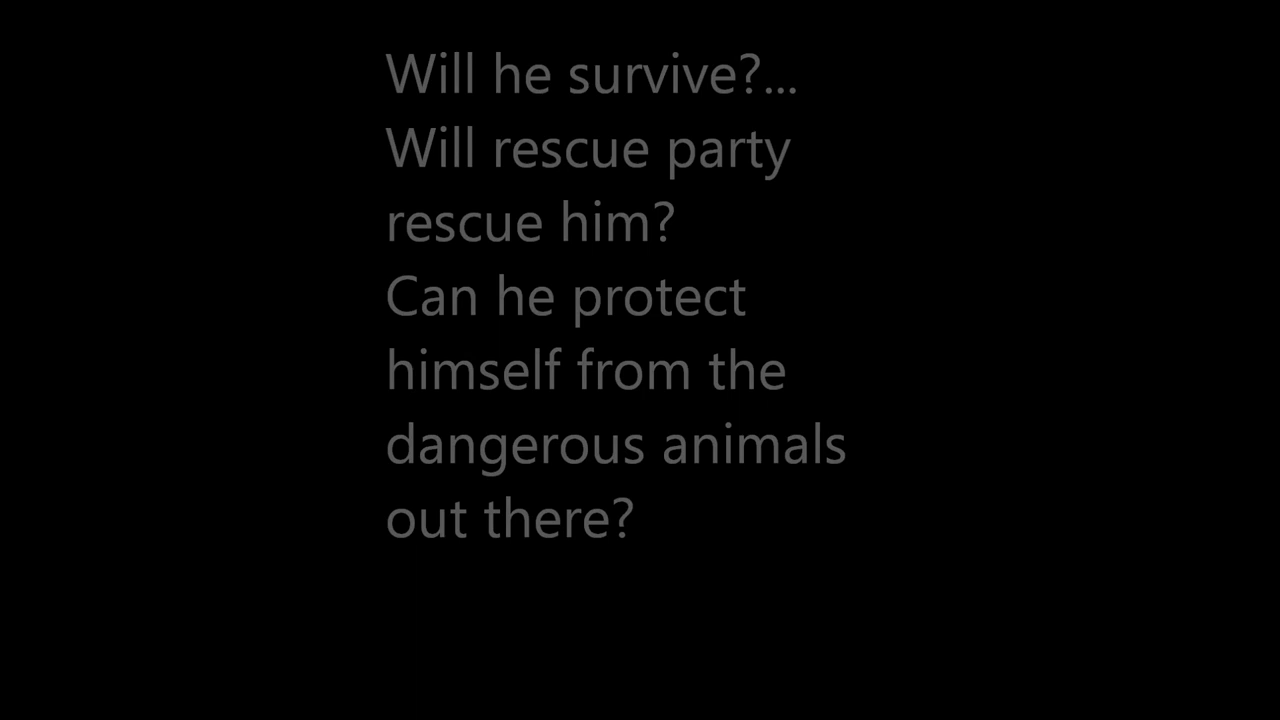 Will he survive?...
Will rescue party
rescue him?
Can he protect
himself from the
dangerous animals
out there?